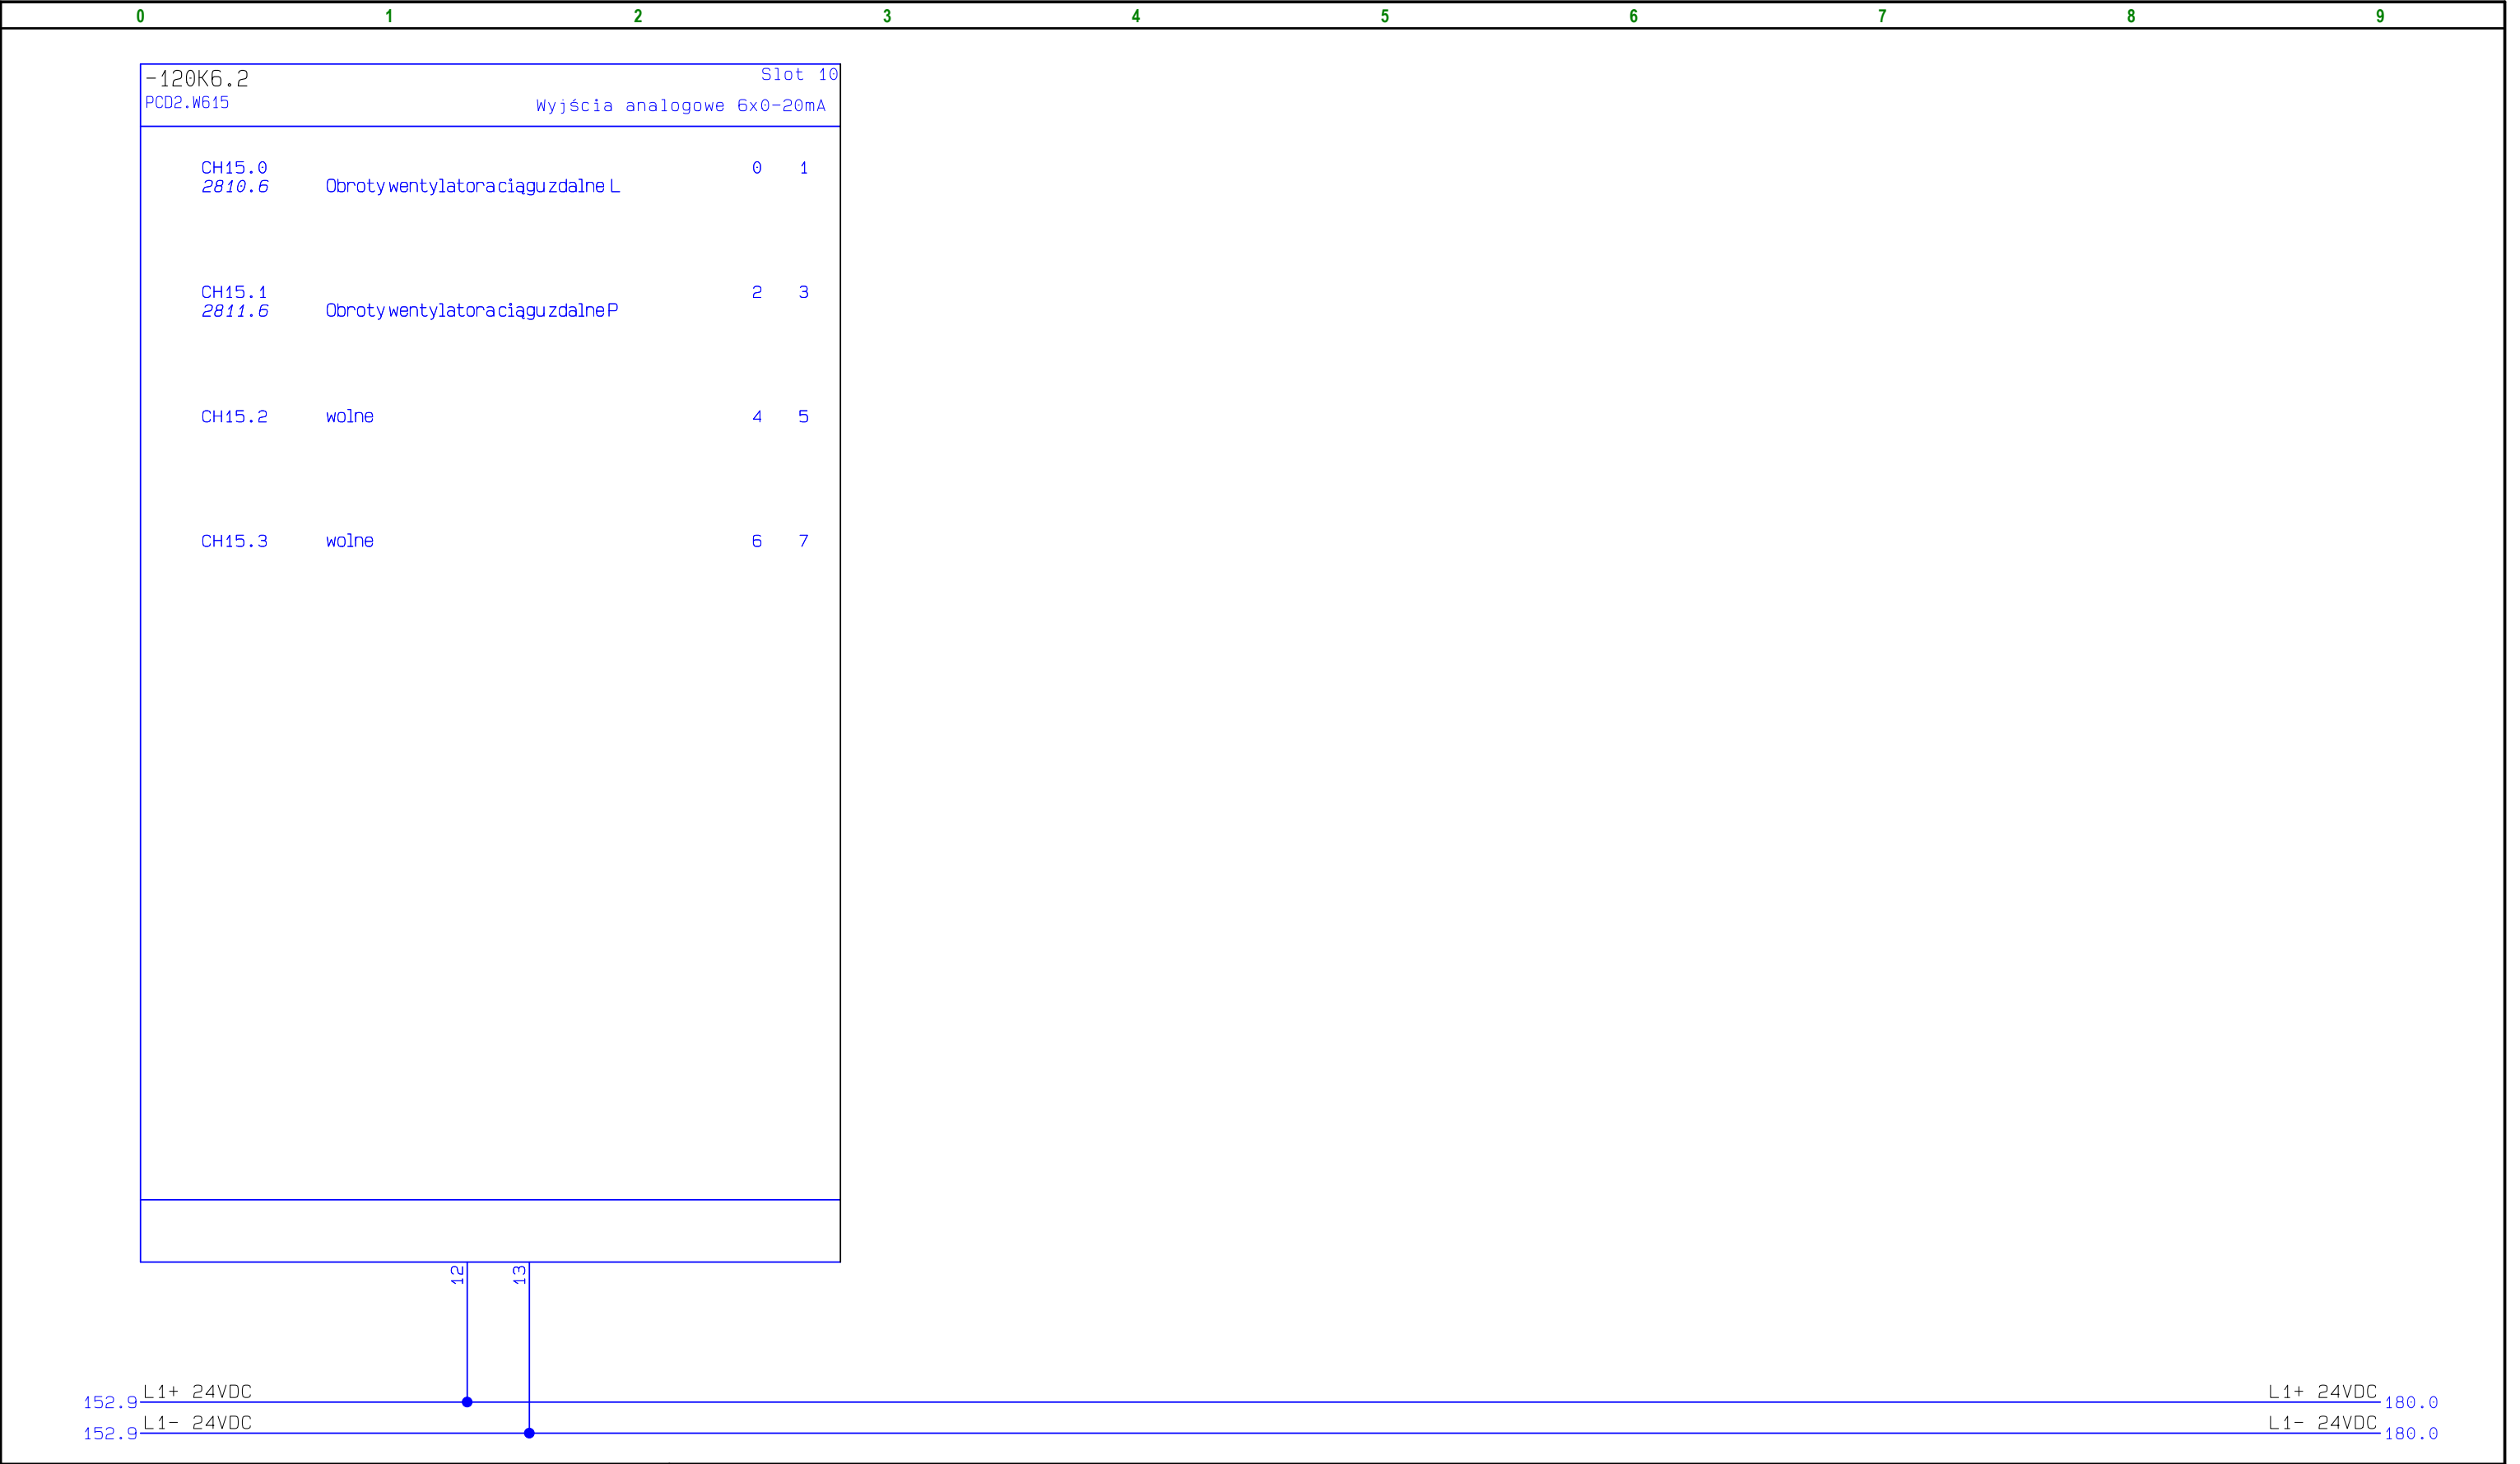 0 1 2 3 4 5 6 7 8 9
-120K6.2 Slot 10
PCD2.W615 Wyjścia analogowe 6x0-20mA
CH15.0 0 1
2810.6 Obroty wentylatora ciągu zdalne L
CH15.1 2 3
2811.6 Obroty wentylatora ciągu zdalne P
CH15.2 wolne 4 5
CH15.3 wolne 6 7
12 13
L1+ 24VDC L1+ 24VDC
152.9 180.0
L1- 24VDC L1- 24VDC
152.9 180.0